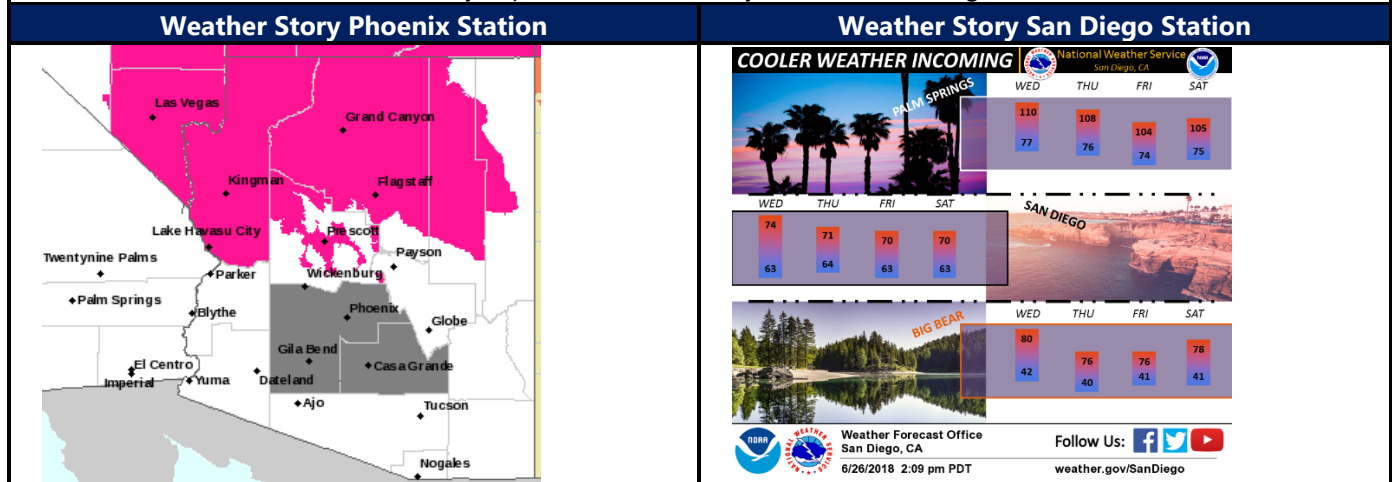 Weather Story Phoenix Station
Las Vegas
Grand Canyon
Kingman
Flagstaff
Lake Havasu City
Prescott
Payson
Twentynine Palms
Parker
Wickenburg
Palm Springs
Blythe
Phoenix
Globe
Gila Bend
El Centro
Casa Grande
Imperial
Yuma
Dateland
Ajo
Tucson
Nogales
Weather Story San Diego Station
COOLER WEATHER INCOMING
National Weather Service
San Diego, CA
PALM SPRINGS
WED THU FRI SAT
110 108 104 105
77 76 74 75
WED THU FRI SAT
SAN DIEGO
74 71 70 70
63 64 63 63
BIG BEAR
WED THU FRI SAT
80 76 76 78
42 40 41 41
NOAA
NATIONAL WEATHER SERVICE
Weather Forecast Office
San Diego, CA
6/26/2018 2:09 pm PDT
Follow Us:
weather.gov/SanDiego